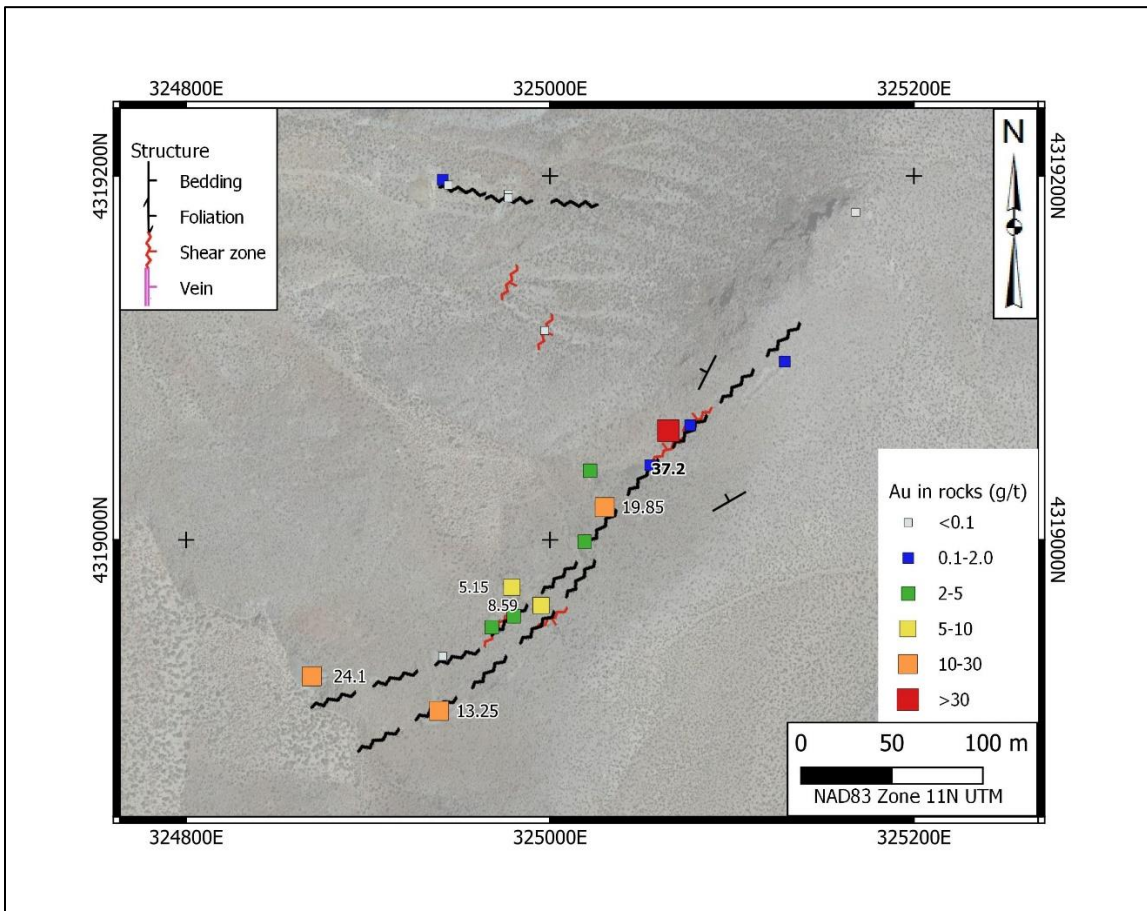 324800E 325000E 325200E
4319200N
4319200N
Structure
Bedding
Foliation
Shear zone
Vein
N
37.2
19.85
5.15
8.59
24.1
13.25
4319000N
4319000N
Au in rocks (g/t)
<0.1
0.1-2.0
2-5
5-10
10-30
>30
0 50 100 m
NAD83 Zone 11N UTM
324800E 325000E 325200E